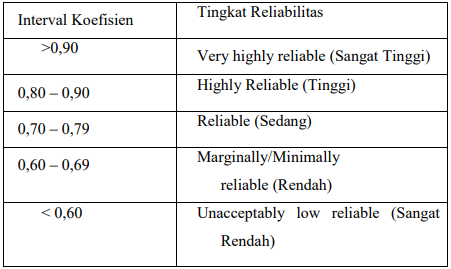 Interval Koefisien
Tingkat Reliabilitas
>0,90
Very highly reliable (Sangat Tinggi)
0,80 – 0,90
Highly Reliable (Tinggi)
0,70 – 0,79
Reliable (Sedang)
0,60 – 0,69
Marginally/Minimally
reliable (Rendah)
< 0,60
Unacceptably low reliable (Sangat
Rendah)